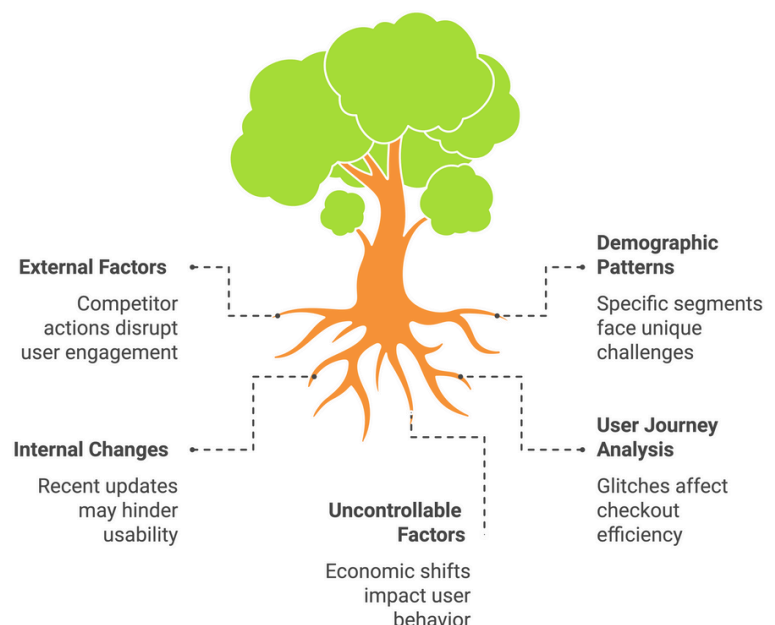 External Factors
Competitor
actions disrupt
user engagement
Internal Changes
Recent updates
may hinder
usability
Uncontrollable
Factors
Economic shifts
impact user
behavior
Demographic
Patterns
Specific segments
face unique
challenges
User Journey
Analysis
Glitches affect
checkout
efficiency